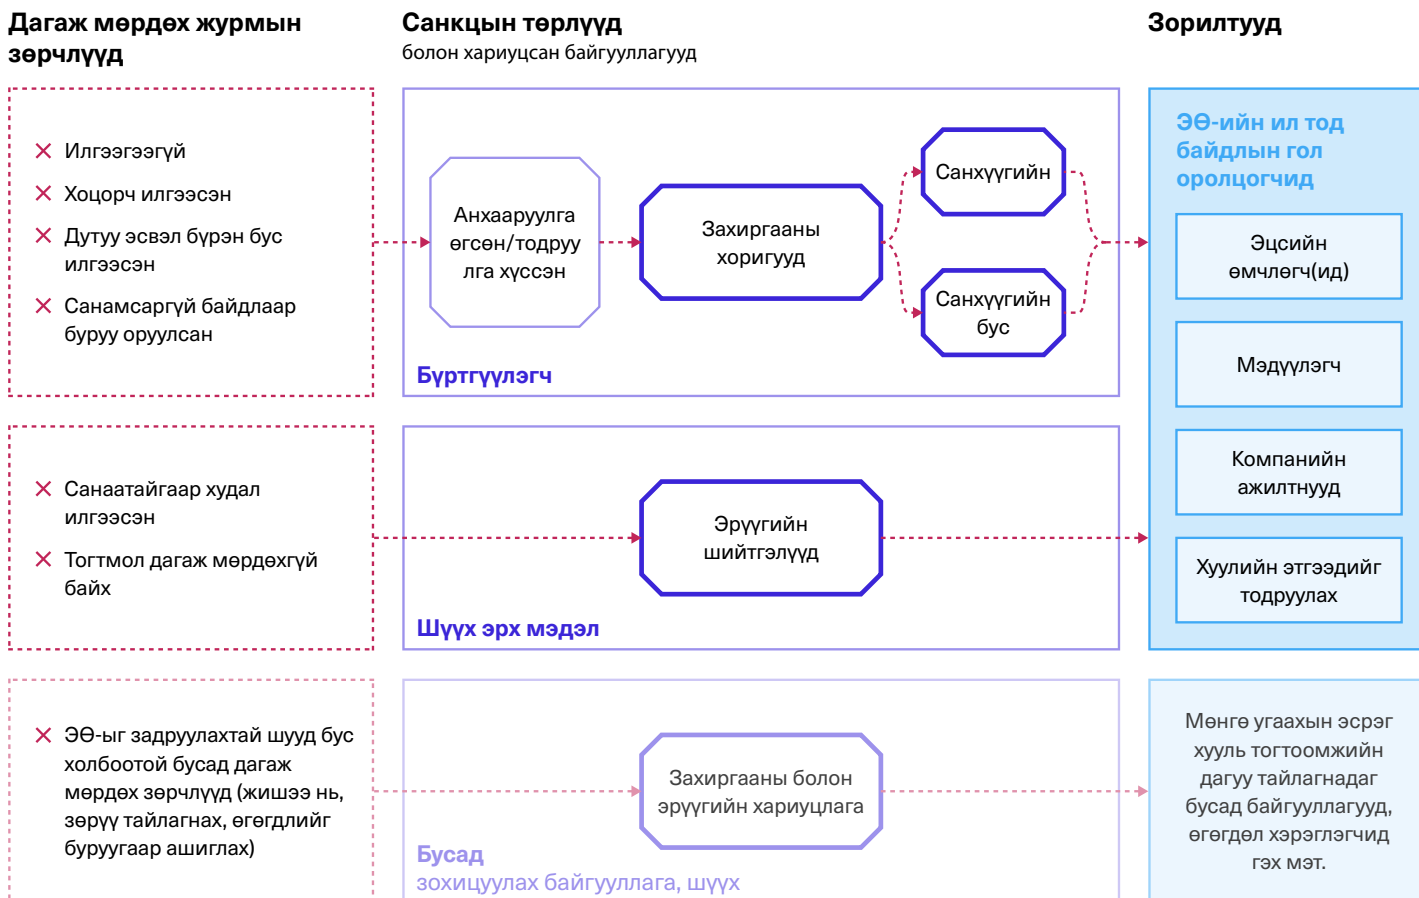 Дагаж мөрдөх журмын
зөрчлүүд
Санкцын төрлүүд
болон хариуцсан байгууллагууд
Зорилтууд
Илгээгээгүй
Хоцорч илгээсэн
Дутуу эсвэл бүрэн бус
илгээсэн
Санамсаргүй байдлаар
буруу оруулсан
Анхааруулга
өгсөн/тодруу
лга хүссэн
Захиргааны
хоригууд
Санхүүгийн
Санхүүгийн
бус
Бүртгүүлэгч
ЭӨ-ийн ил тод
байдлын гол
оролцогчид
Эцсийн
өмчлөгч(ид)
Мэдүүлэгч
Компанийн
ажилтнууд
Хуулийн этгээдийг
тодруулах
Санаатайгаар худал
илгээсэн
Тогтмол дагаж мөрдөхгүй
байх
Эрүүгийн
шийтгэлүүд
Шүүх эрх мэдэл
ЭӨ-ыг задруулахтай шууд бус
холбоотой бусад дагаж
мөрдөх зөрчлүүд (жишээ нь,
зөрүү тайлагнах, өгөгдлийг
буруугаар ашиглах)
Захиргааны болон
эрүүгийн хариуцлага
Бусад
зохицуулах байгууллага, шүүх
Мөнгө угаахын эсрэг
хууль тогтоомжийн
дагуу тайлагнадаг
бусад байгууллагууд,
өгөгдөл хэрэглэгчид
гэх мэт.